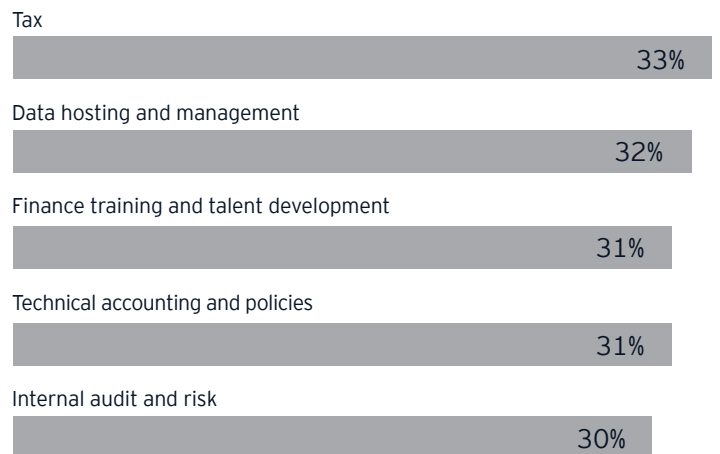 Tax
33%
Data hosting and management
32%
Finance training and talent development
31%
Technical accounting and policies
31%
Internal audit and risk
30%